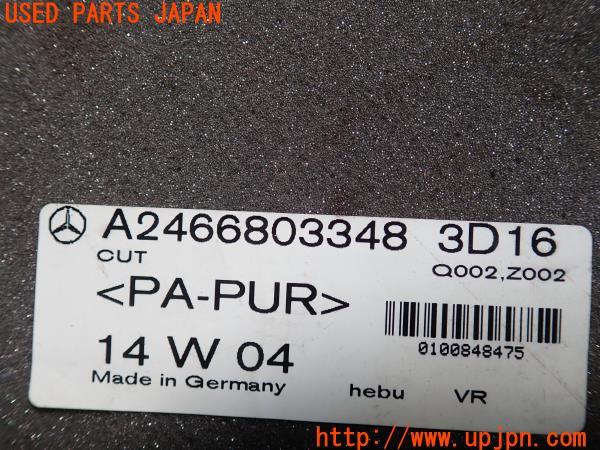 USED PARTS JAPAN
A2466803348 3D16
CUT Q002,Z002
<PA-PUR>
0100848475
14 W 04
Made in Germany hebu VR
http://www.upjpn.com